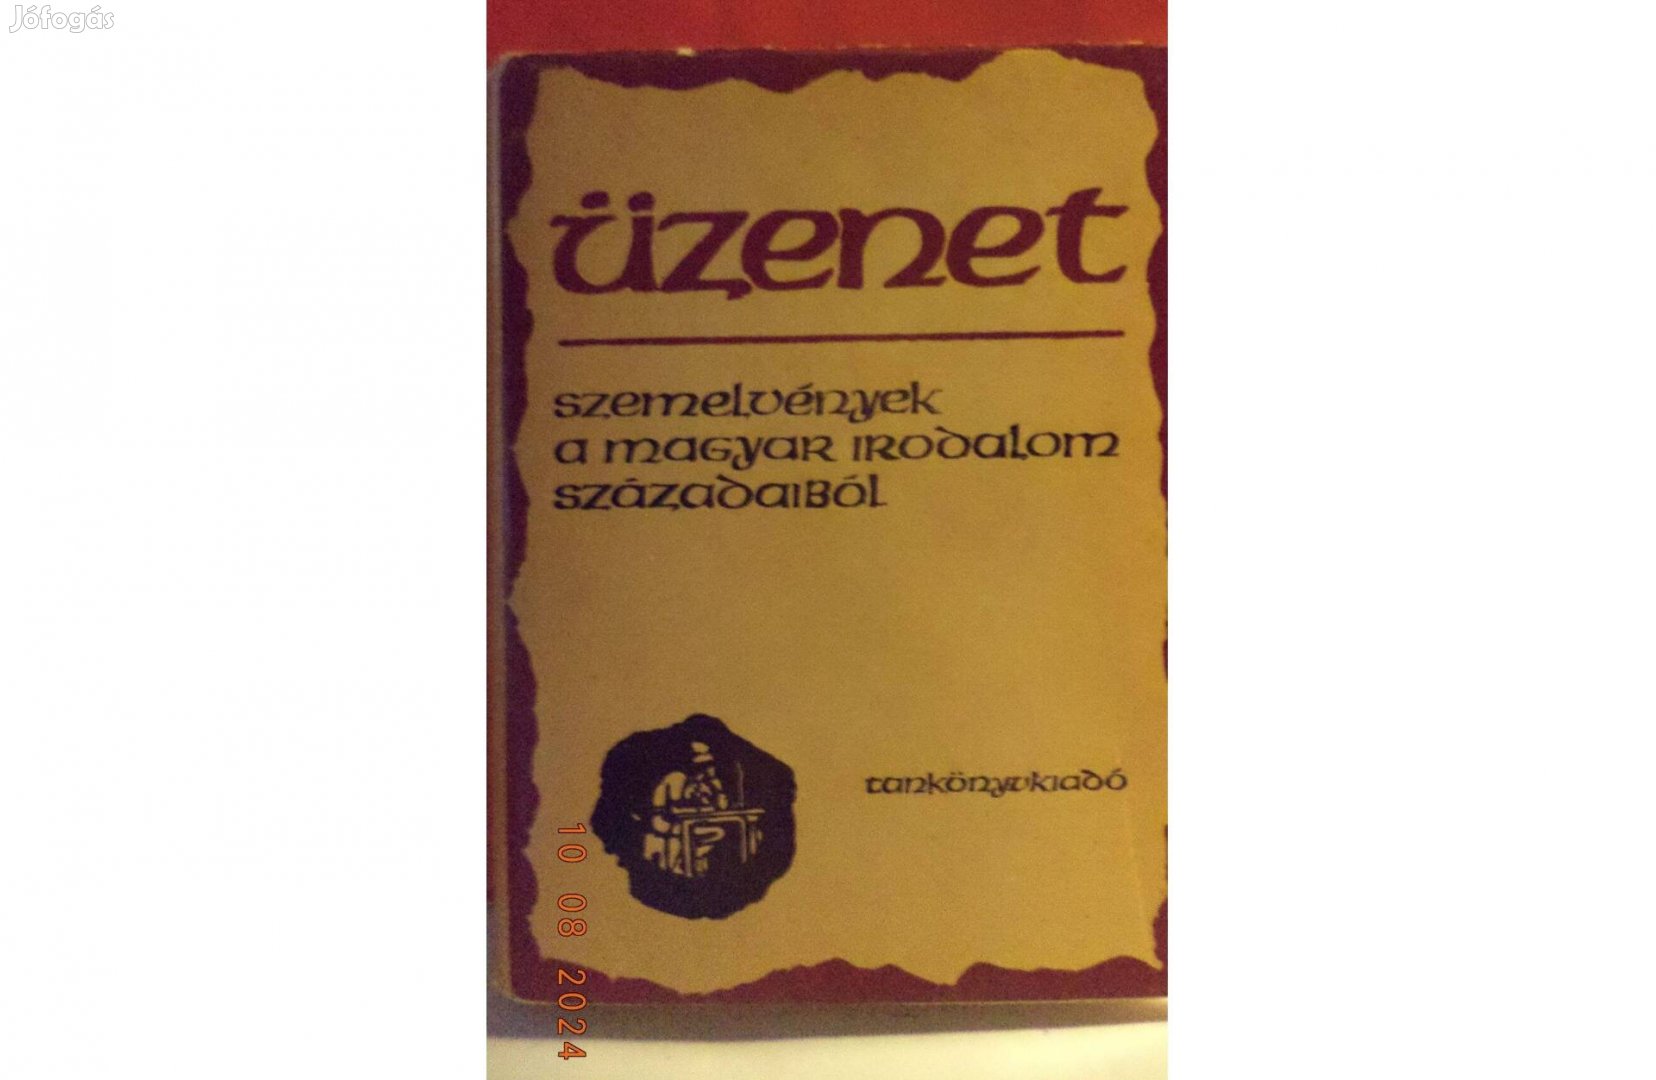 Jófogás
üzenet
szemelvények
a magyar irodalom
századaiból
tankönyvkiadó
10 08 2024